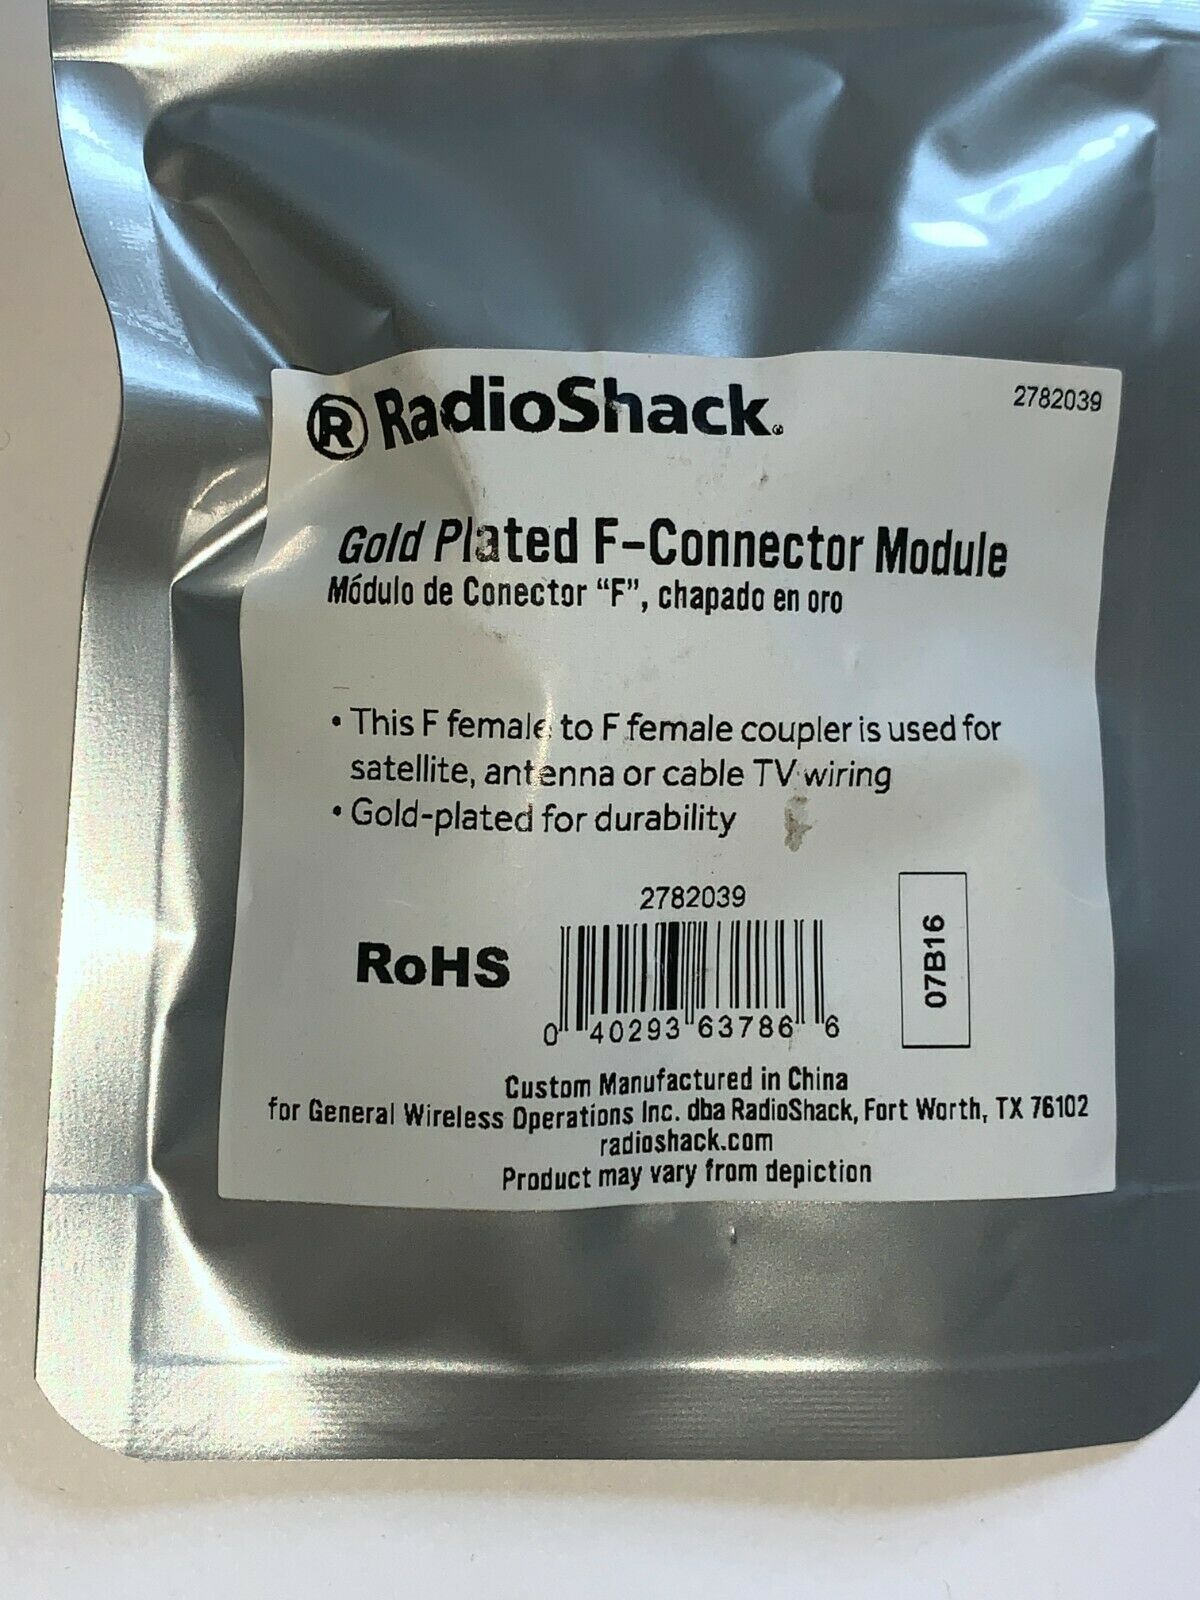 ® RadioShack®
2782039
Gold Plated F-Connector Module
Módulo de Conector “F”, chapado en oro
• This F female to F female coupler is used for
satellite, antenna or cable TV wiring
• Gold-plated for durability
2782039
RoHS
0 40293 63786 6
07B16
Custom Manufactured in China
for General Wireless Operations Inc. dba RadioShack, Fort Worth, TX 76102
radioshack.com
Product may vary from depiction